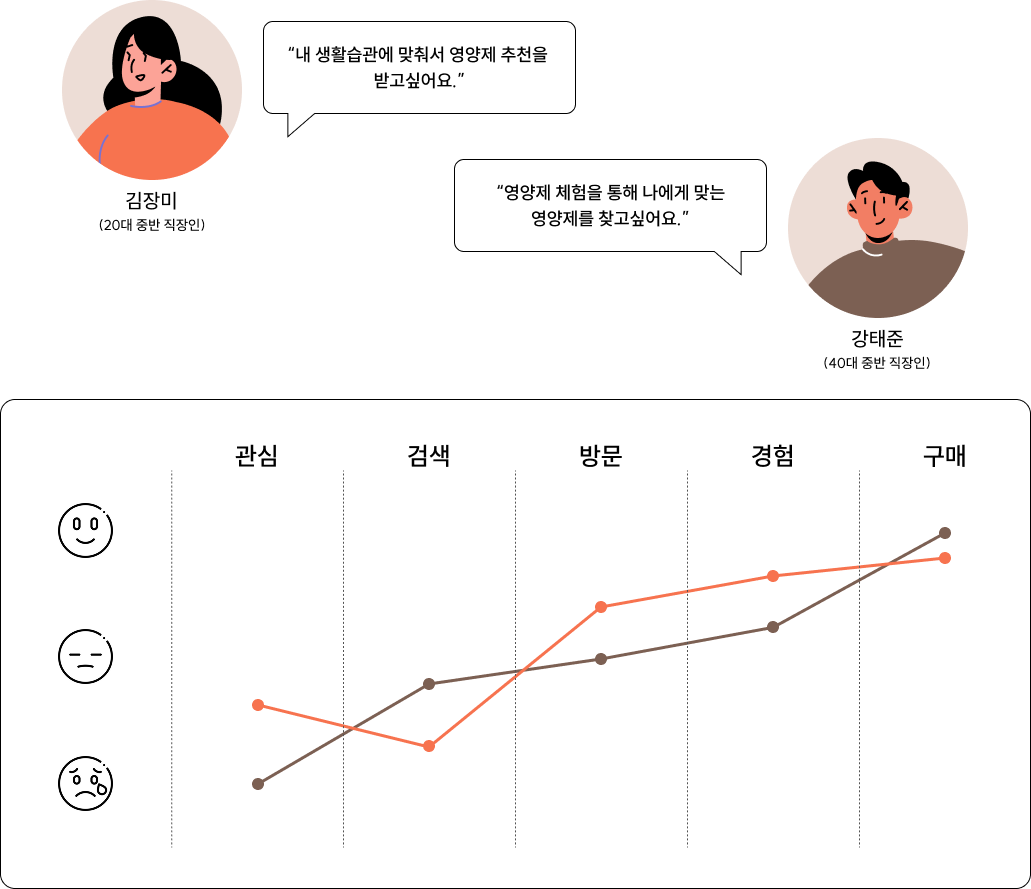 “내 생활습관에 맞춰서 영양제 추천을
받고싶어요.”
김장미
(20대 중반 직장인)
“영양제 체험을 통해 나에게 맞는
영양제를 찾고싶어요.”
강태준
(40대 중반 직장인)
관심 검색 방문 경험 구매